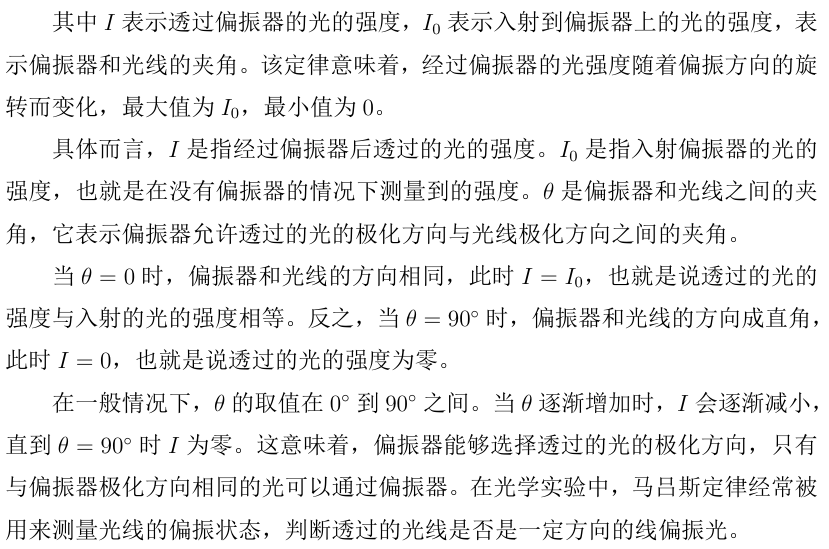 其中 I 表示透过偏振器的光的强度，I₀ 表示入射到偏振器上的光的强度，表
示偏振器和光线的夹角。该定律意味着，经过偏振器的光强度随着偏振方向的旋
转而变化，最大值为 I₀，最小值为 0。
具体而言，I 是指经过偏振器后透过的光的强度。I₀ 是指入射偏振器的光的
强度，也就是在没有偏振器的情况下测量到的强度。θ 是偏振器和光线之间的夹
角，它表示偏振器允许透过的光的极化方向与光线极化方向之间的夹角。
当 θ = 0 时，偏振器和光线的方向相同，此时 I = I₀，也就是说透过的光的
强度与入射的光的强度相等。反之，当 θ = 90° 时，偏振器和光线的方向成直角，
此时 I = 0，也就是说透过的光的强度为零。
在一般情况下，θ 的取值在 0° 到 90° 之间。当 θ 逐渐增加时，I 会逐渐减小，
直到 θ = 90° 时 I 为零。这意味着，偏振器能够选择透过的光的极化方向，只有
与偏振器极化方向相同的光可以通过偏振器。在光学实验中，马吕斯定律经常被
用来测量光线的偏振状态，判断透过的光线是否是一定方向的线偏振光。